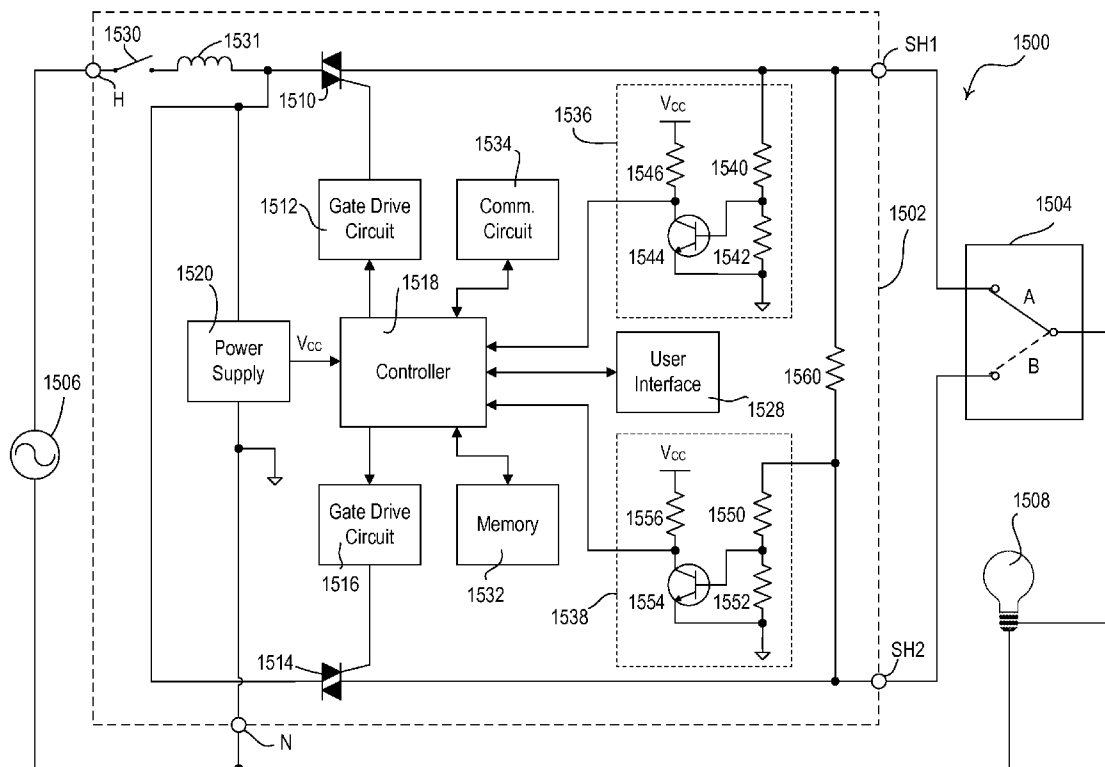 1530
1531
SH1
1500
H
1510
VCC
1536
1534
1546
1540
1512
Gate Drive
Circuit
Comm.
Circuit
1502
1504
1544
1542
1520
1518
A
Power
Supply
VCC
Controller
User
Interface
1560
B
1528
1506
VCC
1508
Gate Drive
Circuit
Memory
1556
1550
1516
1532
1554
1552
1538
1514
SH2
N